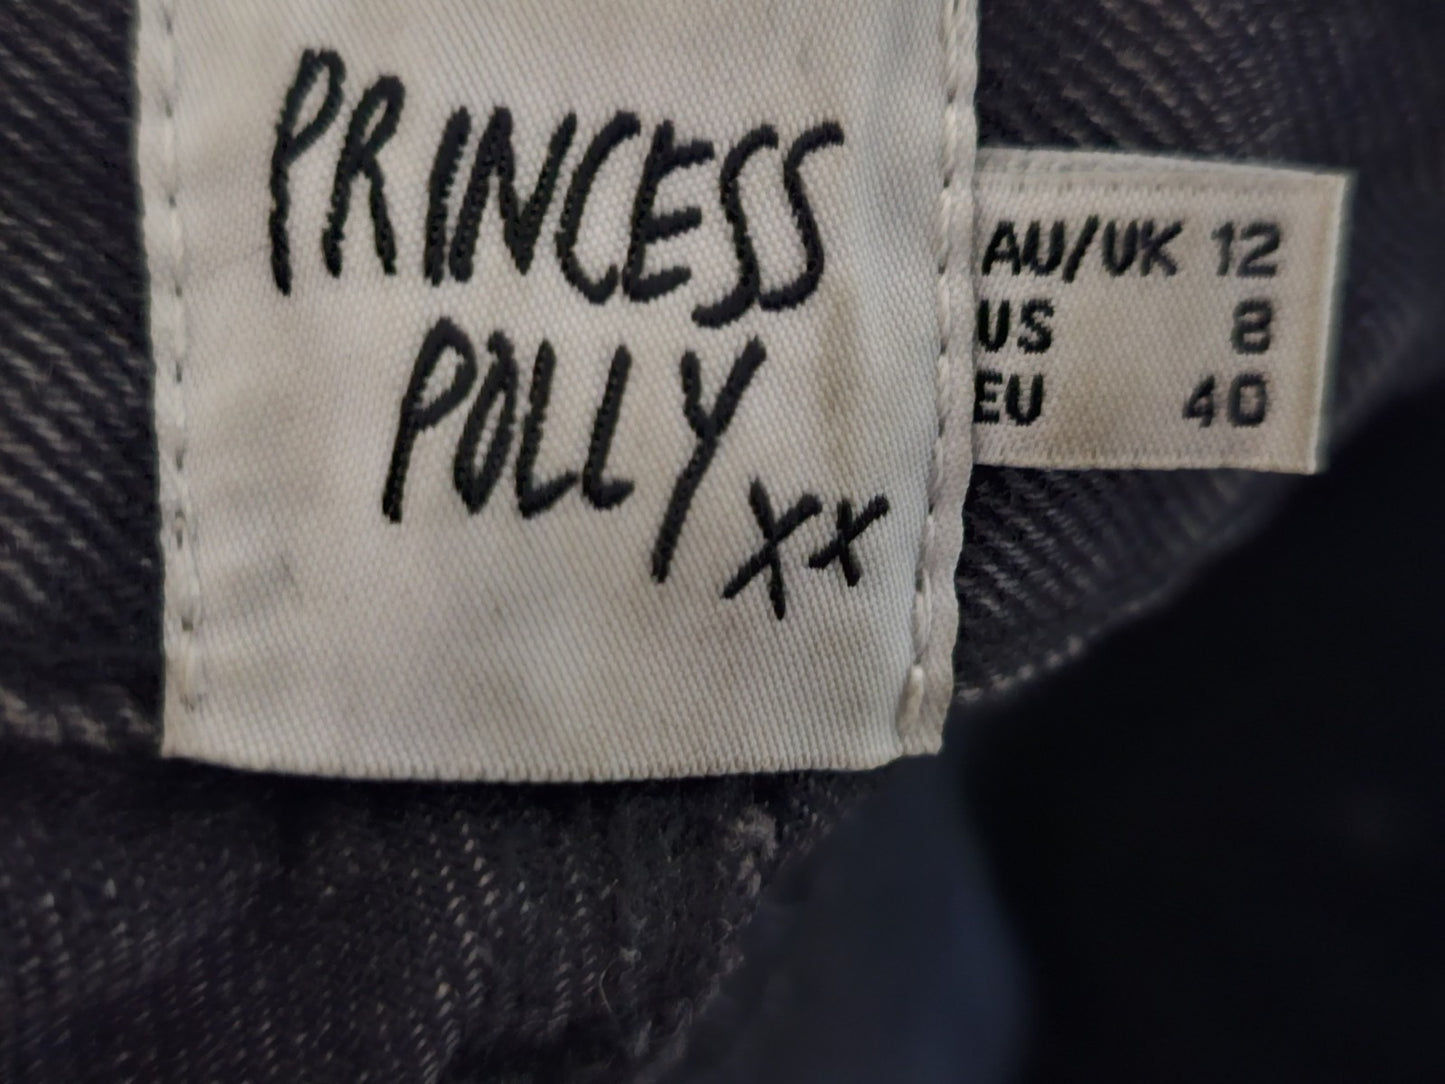 PRINCESS
POLLY
xx
AU/UK 12
US 8
EU 40